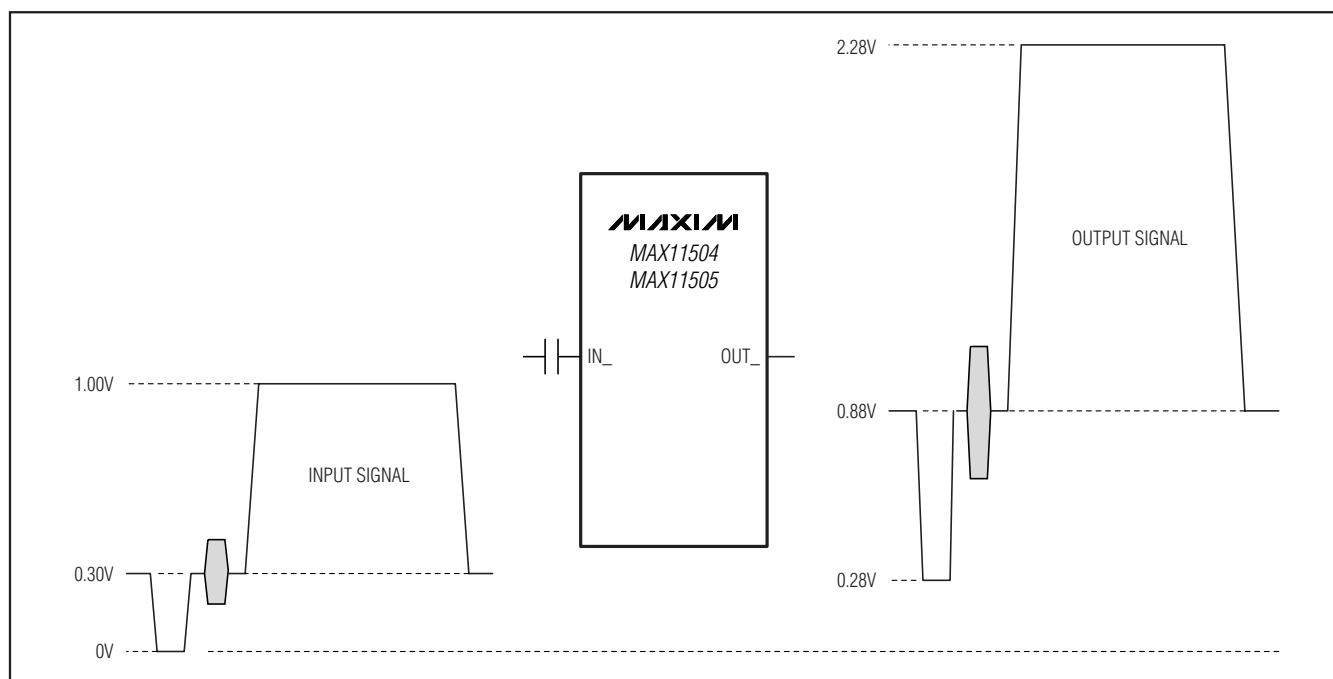 2.28V
MAXIM
MAX11504
MAX11505
OUTPUT SIGNAL
IN_
OUT_
1.00V
0.88V
INPUT SIGNAL
0.30V
0.28V
0V